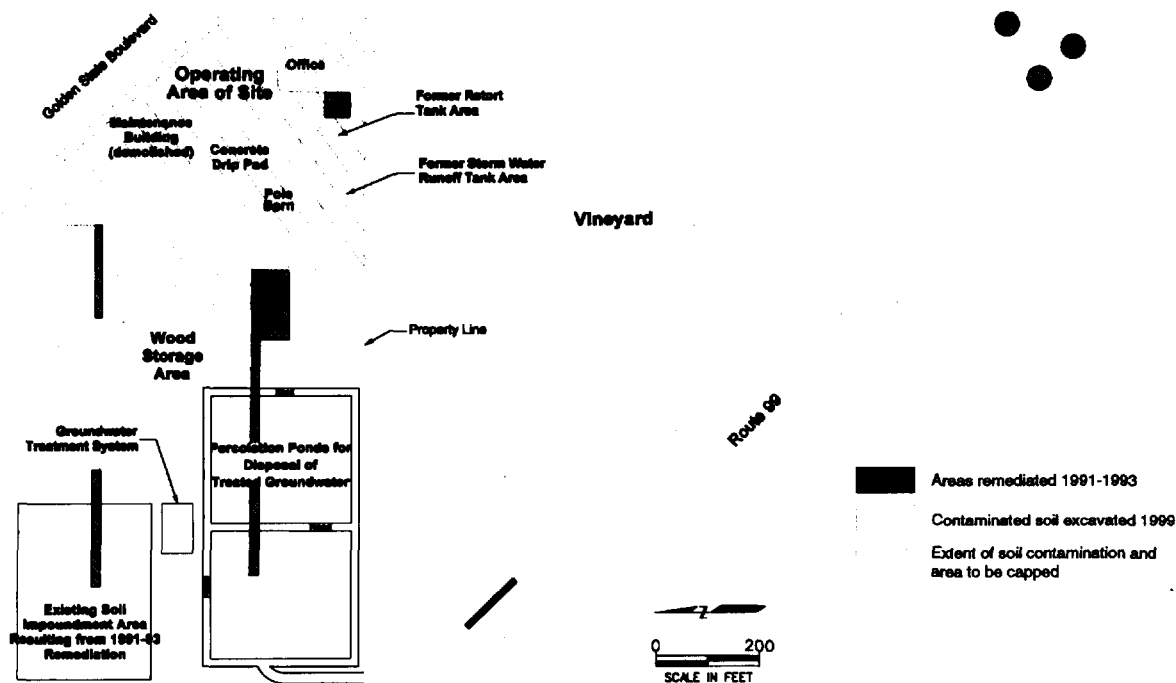 Golden State Boulevard
Operating
Area of Site
Office
Maintenance
Building
(demolished)
Concrete
Drip Pad
Pole
Barn
Former Retort
Tank Area
Former Storm Water
Runoff Tank Area
Vineyard
Property Line
Wood
Storage
Area
Groundwater
Treatment System
Percolation Ponds for
Disposal of
Treated Groundwater
Route 99
Existing Soil
Impoundment Area
Resulting from 1991-93
Remediation
Areas remediated 1991-1993
Contaminated soil excavated 1999
Extent of soil contamination and
area to be capped
Z
0 200
SCALE IN FEET